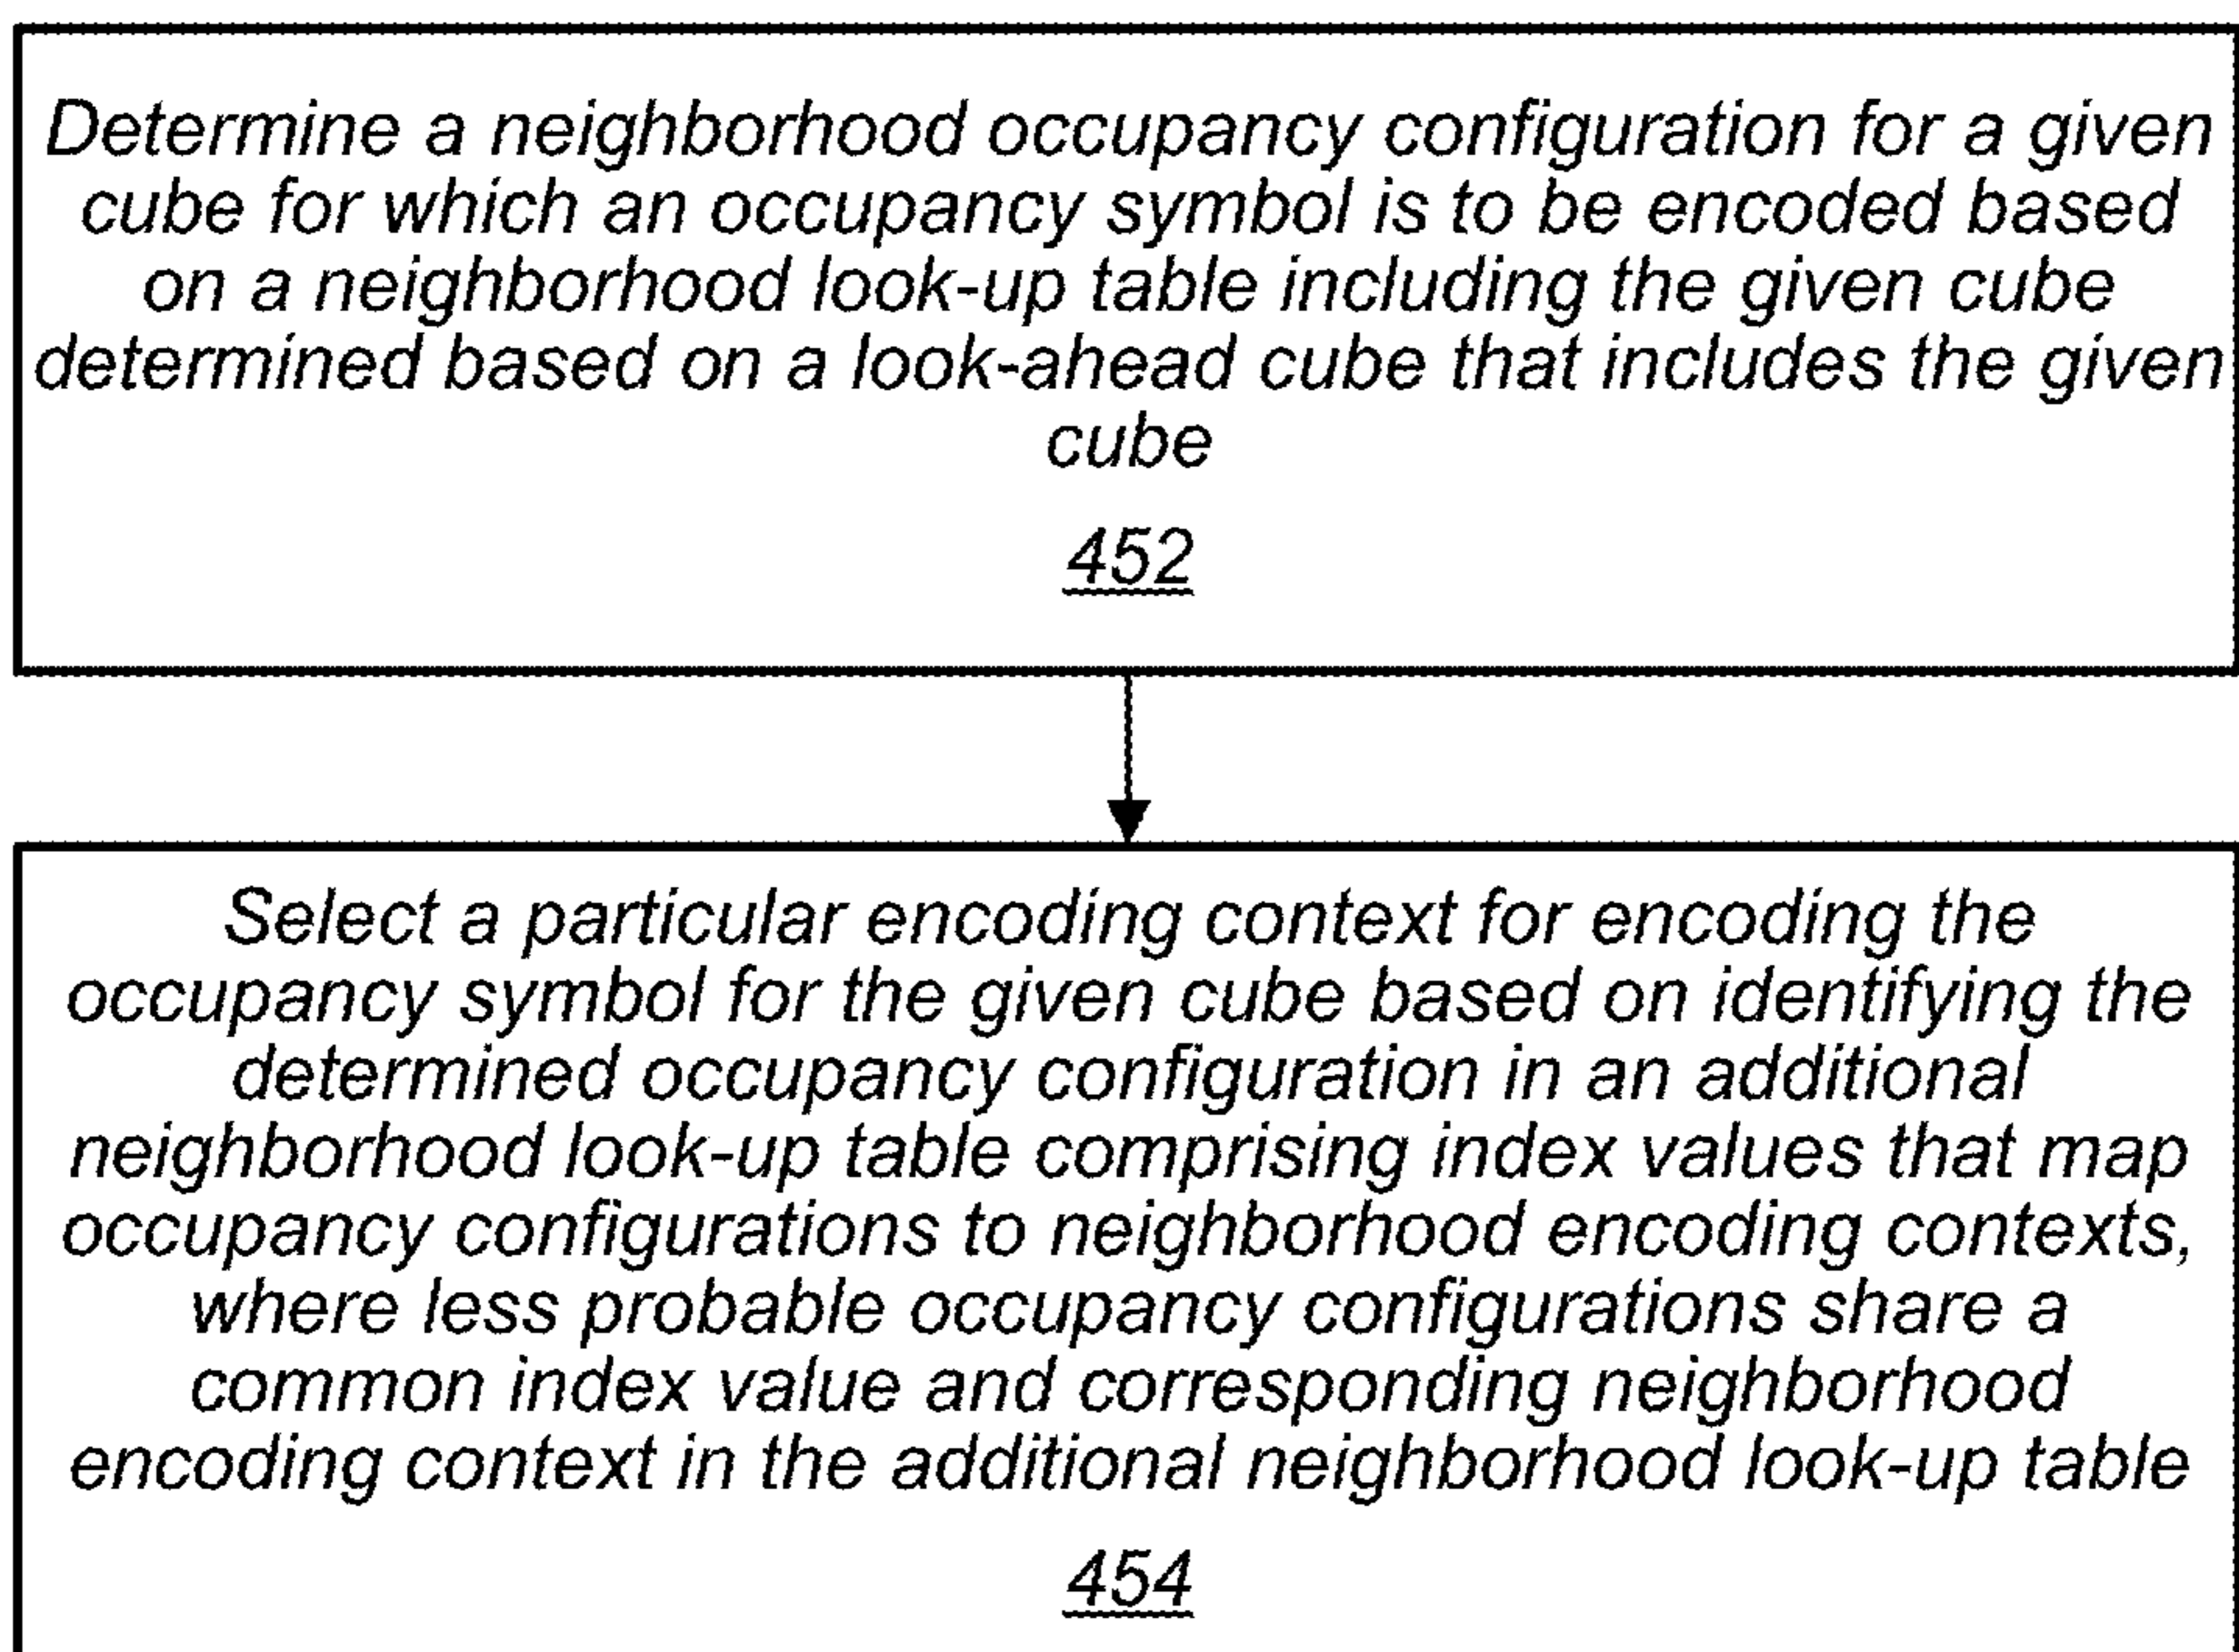 Determine a neighborhood occupancy configuration for a given
cube for which an occupancy symbol is to be encoded based
on a neighborhood look-up table including the given cube
determined based on a look-ahead cube that includes the given
cube
452
Select a particular encoding context for encoding the
occupancy symbol for the given cube based on identifying the
determined occupancy configuration in an additional
neighborhood look-up table comprising index values that map
occupancy configurations to neighborhood encoding contexts,
where less probable occupancy configurations share a
common index value and corresponding neighborhood
encoding context in the additional neighborhood look-up table
454